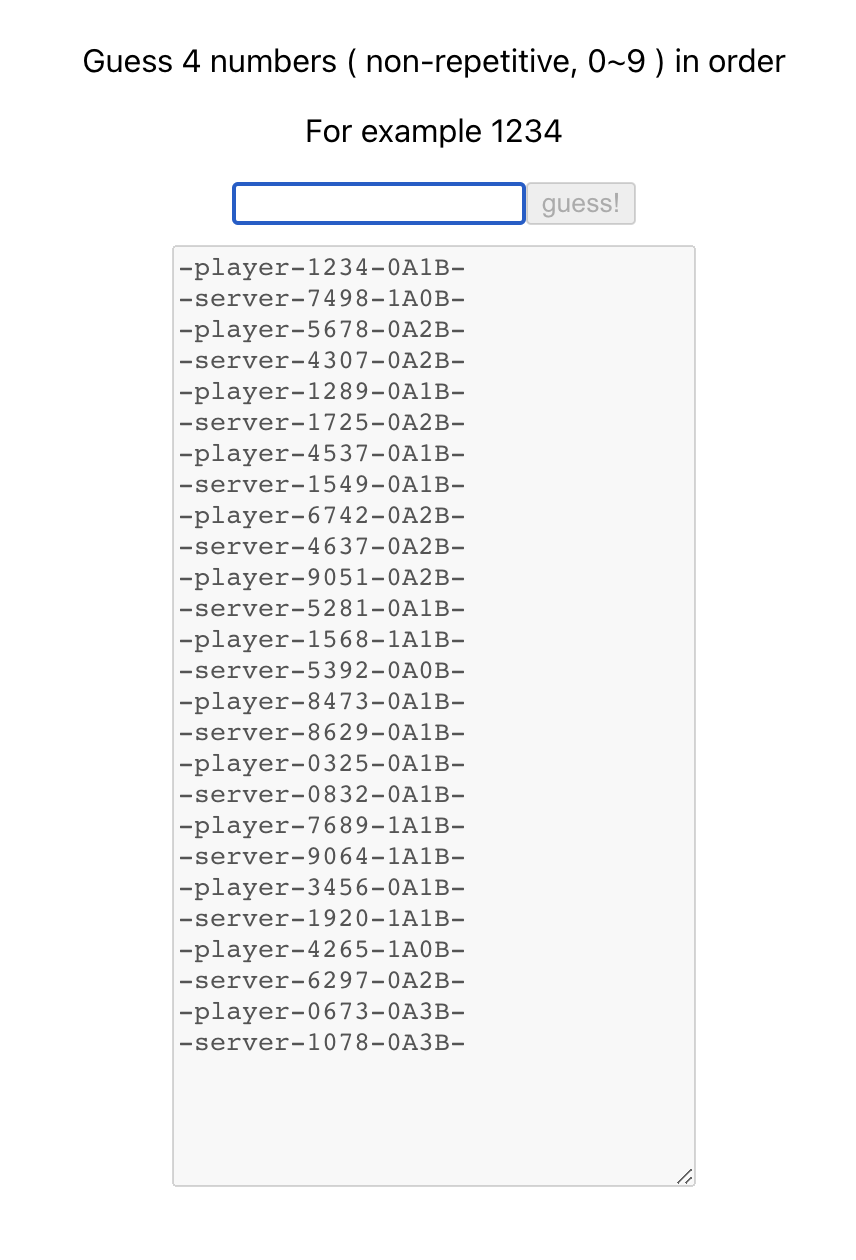 Guess 4 numbers ( non-repetitive, 0~9 ) in order
For example 1234
guess!
-player-1234-0A1B-
-server-7498-1A0B-
-player-5678-0A2B-
-server-4307-0A2B-
-player-1289-0A1B-
-server-1725-0A2B-
-player-4537-0A1B-
-server-1549-0A1B-
-player-6742-0A2B-
-server-4637-0A2B-
-player-9051-0A2B-
-server-5281-0A1B-
-player-1568-1A1B-
-server-5392-0A0B-
-player-8473-0A1B-
-server-8629-0A1B-
-player-0325-0A1B-
-server-0832-0A1B-
-player-7689-1A1B-
-server-9064-1A1B-
-player-3456-0A1B-
-server-1920-1A1B-
-player-4265-1A0B-
-server-6297-0A2B-
-player-0673-0A3B-
-server-1078-0A3B-